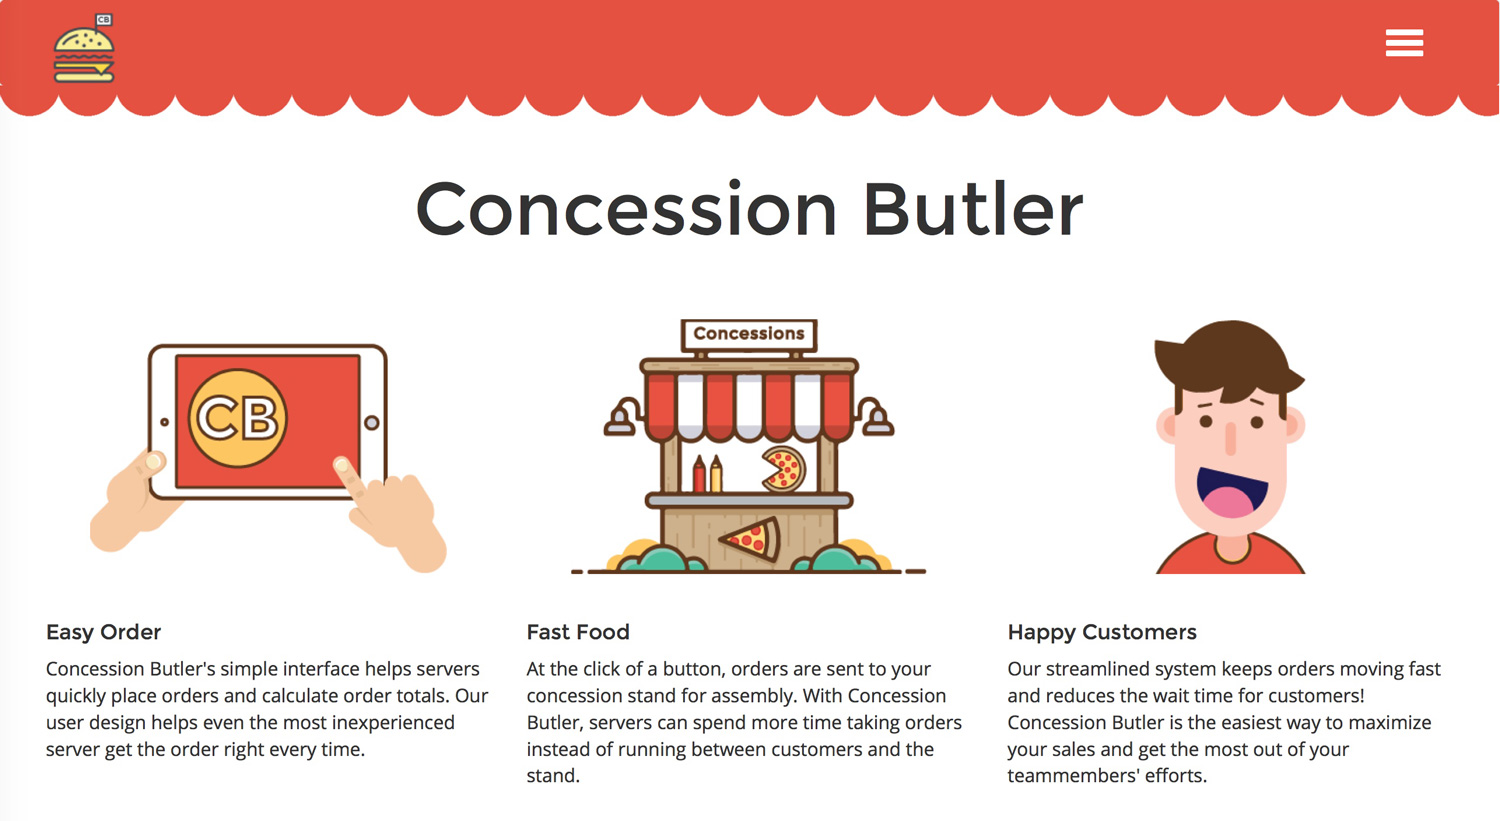 CB
Concession Butler
CB
Concessions
Easy Order
Concession Butler's simple interface helps servers
quickly place orders and calculate order totals. Our
user design helps even the most inexperienced
server get the order right every time.
Fast Food
At the click of a button, orders are sent to your
concession stand for assembly. With Concession
Butler, servers can spend more time taking orders
instead of running between customers and the
stand.
Happy Customers
Our streamlined system keeps orders moving fast
and reduces the wait time for customers!
Concession Butler is the easiest way to maximize
your sales and get the most out of your
teammembers' efforts.